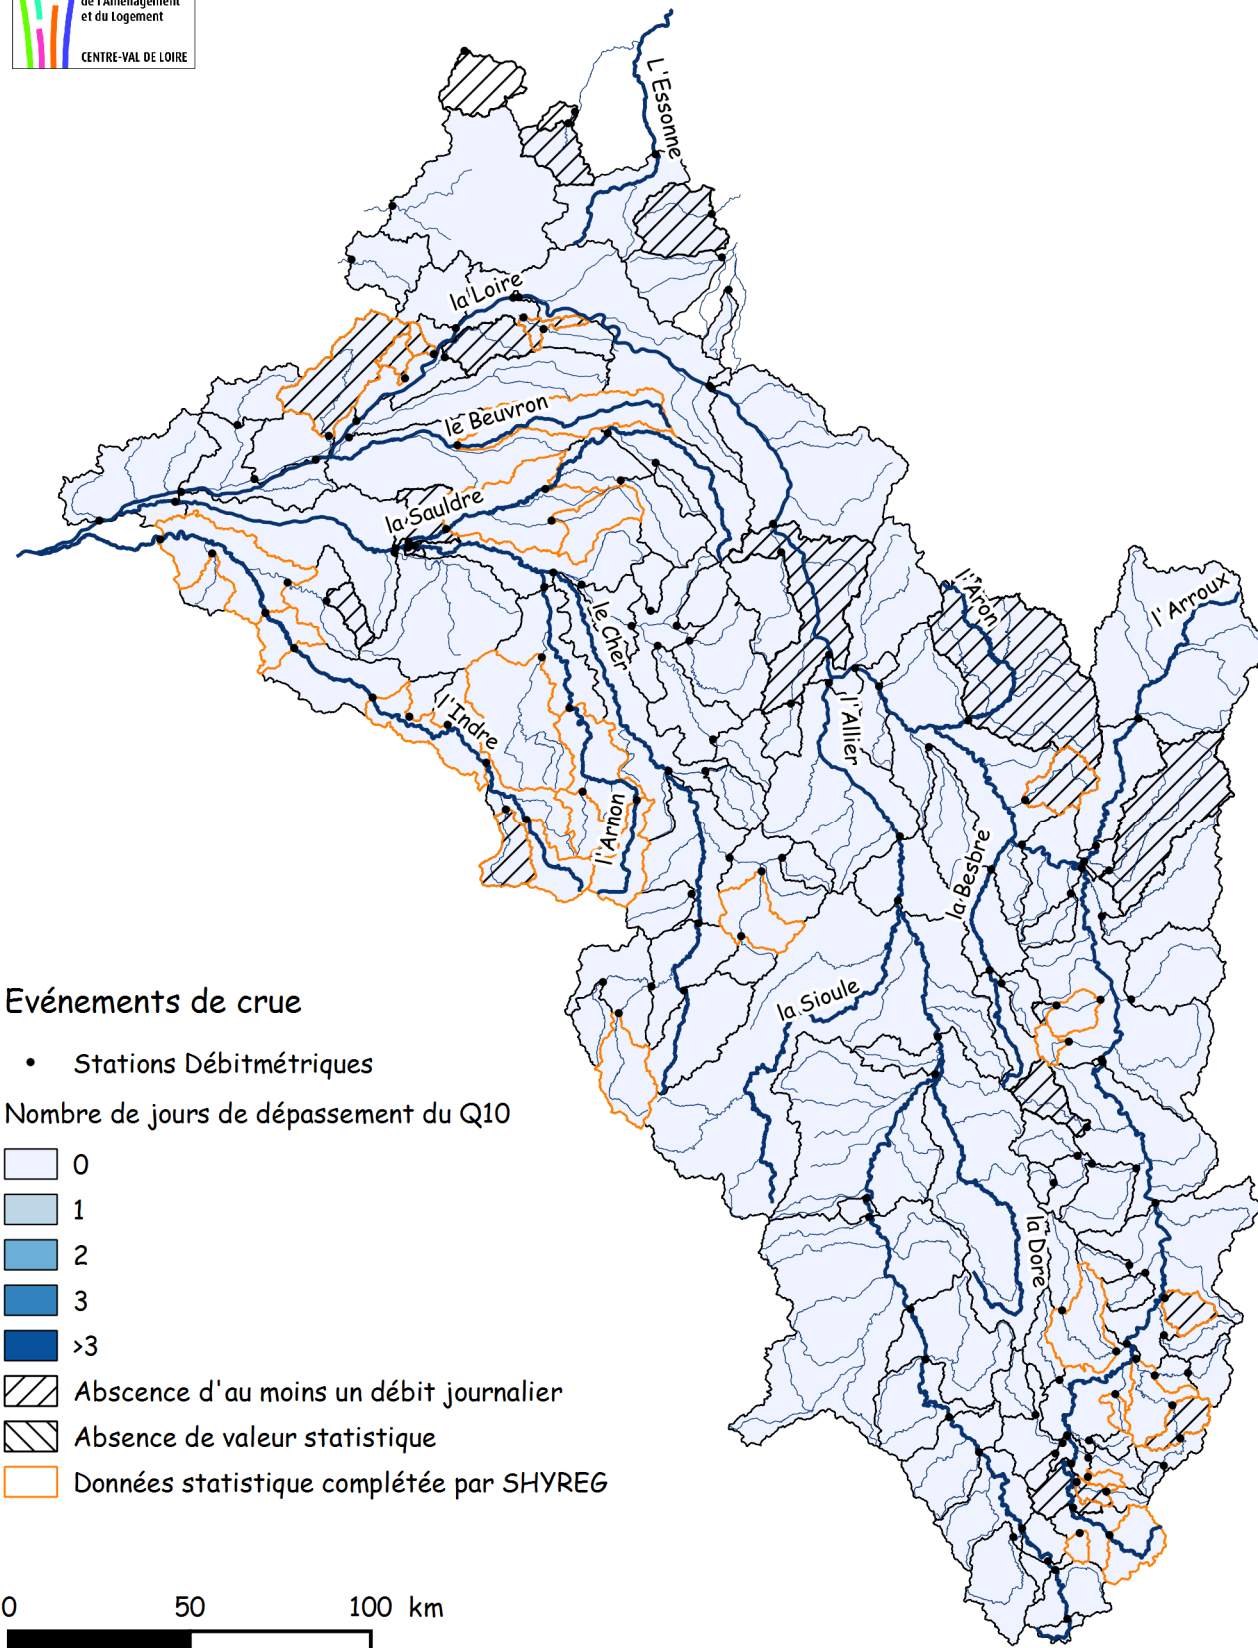 de l'Aménagement
et du Logement
CENTRE-VAL DE LOIRE
L'Essonne
la Loire
le Beuvron
la Sauldre
le Cher
l'Aron
l'Arroux
l'Allier
l'Indre
l'Arnon
la Besbre
la Sioule
la Dore
Evénements de crue
Stations Débitmétriques
Nombre de jours de dépassement du Q10
0
1
2
3
>3
Abscence d'au moins un débit journalier
Absence de valeur statistique
Données statistique complétée par SHYREG
0 50 100 km